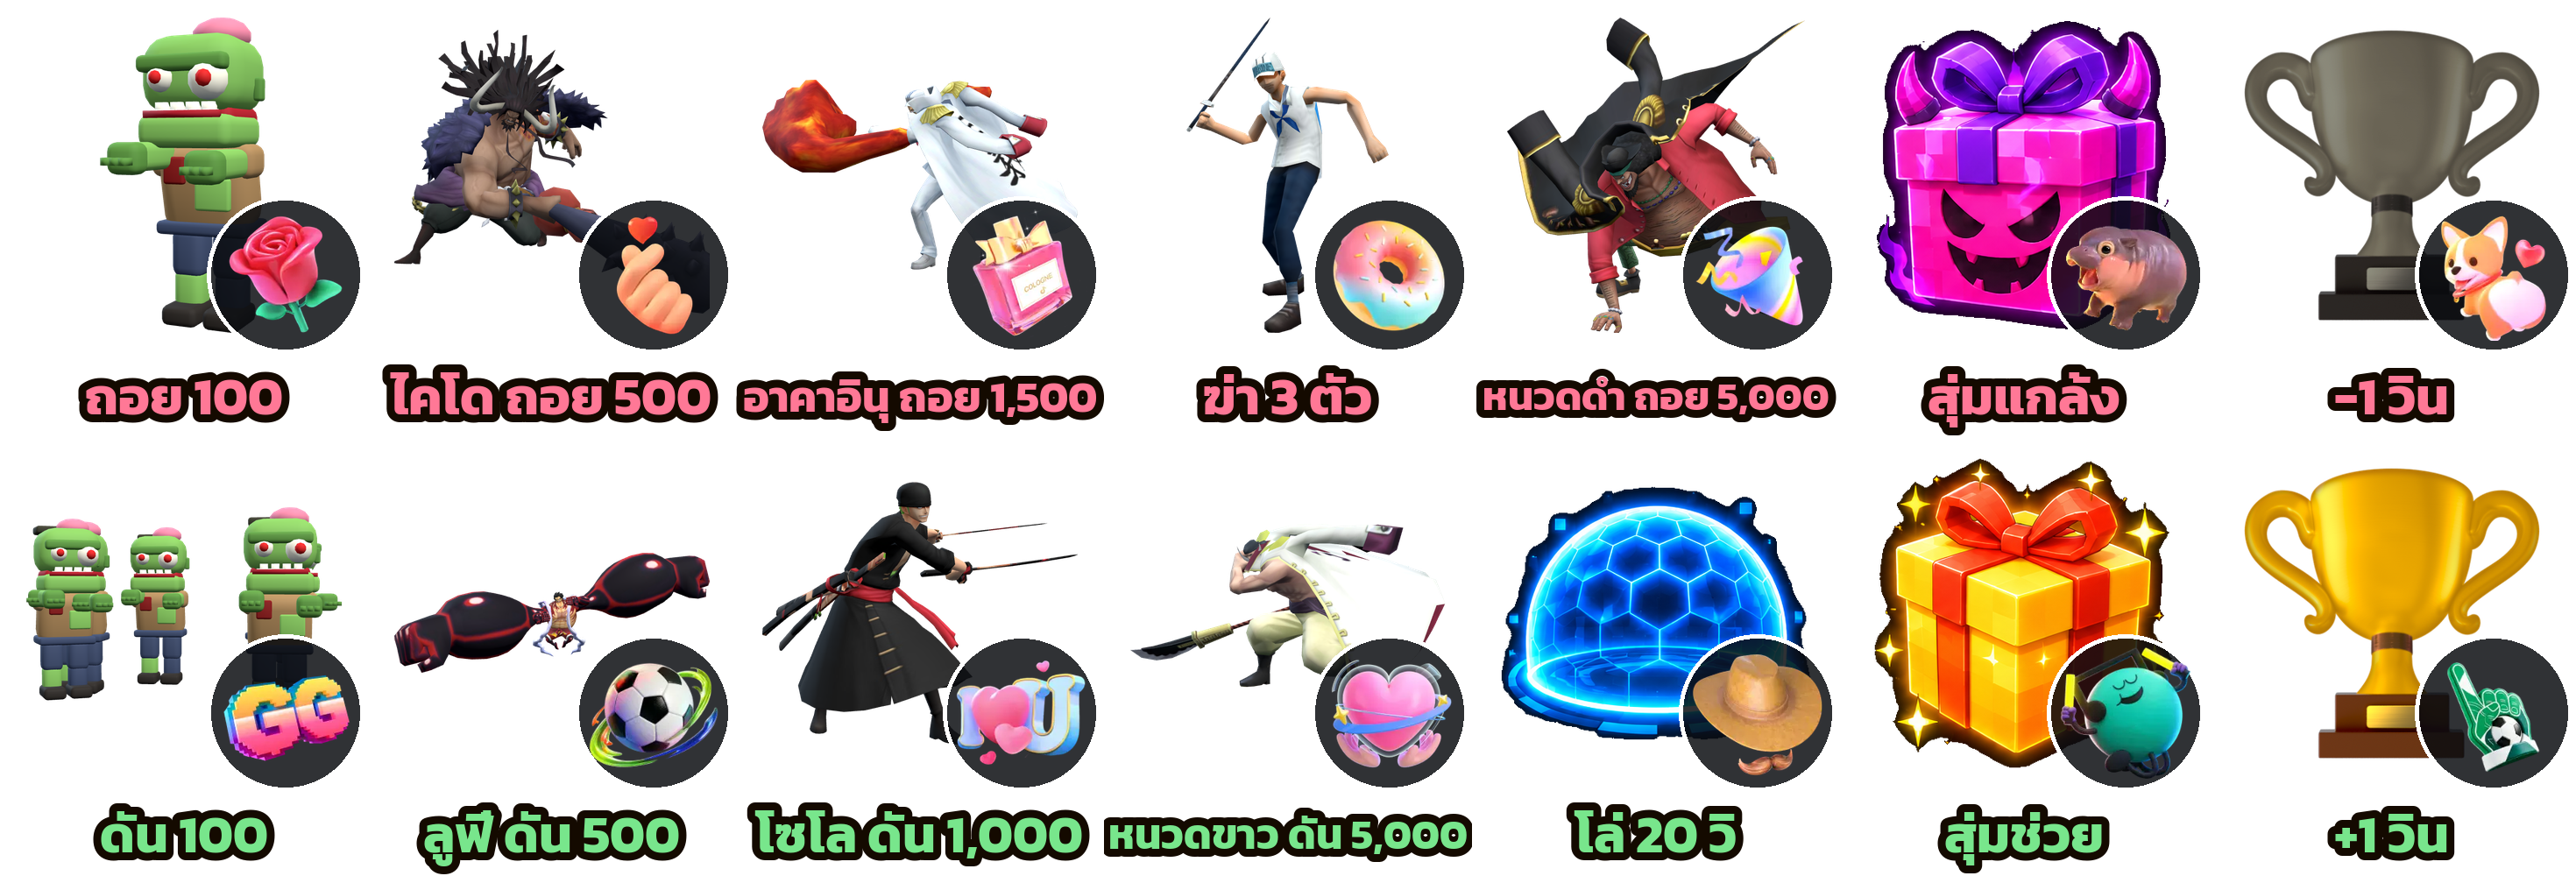 ถอย 100
ไคโด ถอย 500
อาคาอินุ ถอย 1,500
ฆ่า 3 ตัว
หนวดดำ ถอย 5,000
สุ่มแกล้ง
-1 วิน
COLOGNE
ดัน 100
ลูฟี่ ดัน 500
โซโล ดัน 1,000
หนวดขาว ดัน 5,000
โล่ 20 วิ
สุ่มช่วย
+1 วิน
GG
I U